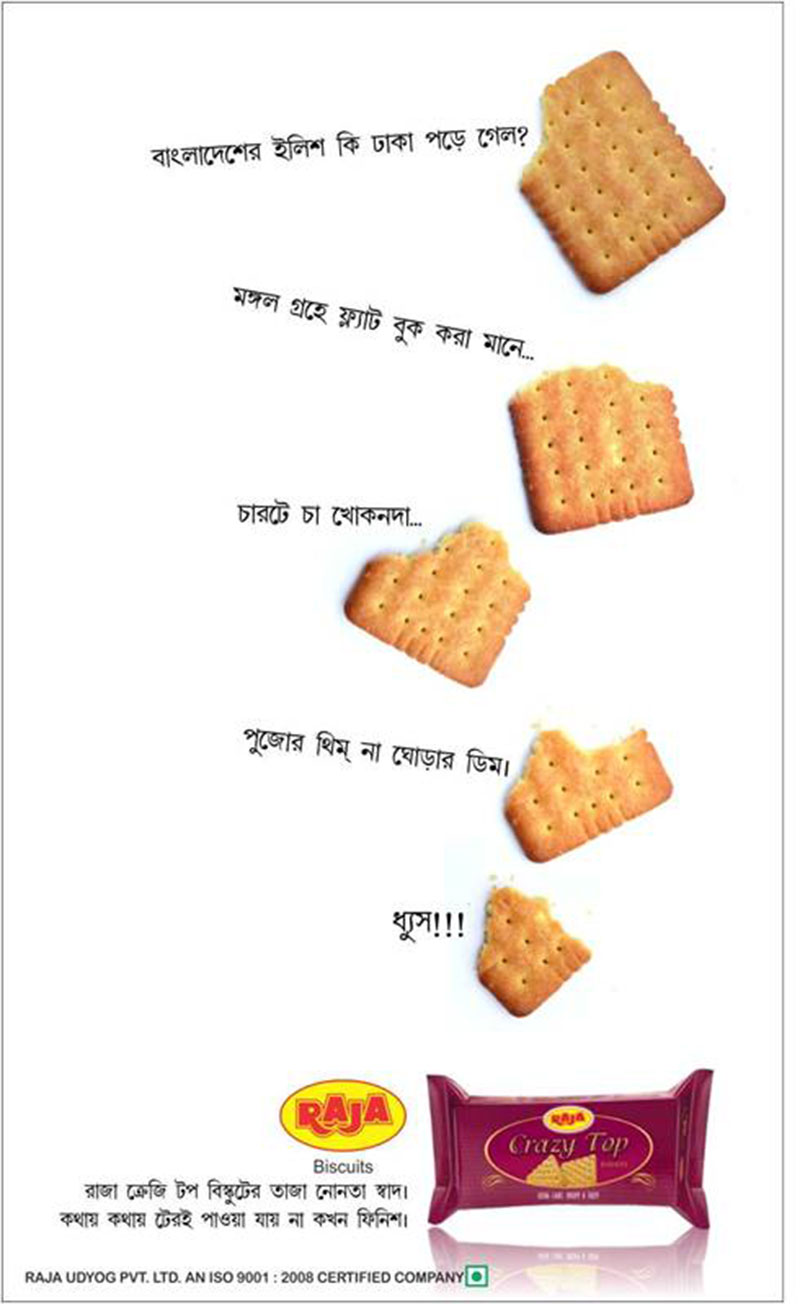 বাংলাদেশের ইলিশ কি ঢাকা পড়ে গেল?
মঙ্গল গ্রহে ফ্ল্যাট বুক করা মানে...
চারটে চা খোকনদা...
পুজোর থিম্ না ঘোড়ার ডিম।
ধ্যুস!!!
RAJA
Biscuits
রাজা ক্রেজি টপ বিস্কুটের তাজা নোনতা স্বাদ।
কথায় কথায় টেরই পাওয়া যায় না কখন ফিনিশ।
RAJA
Crazy Top
RAJA UDYOG PVT. LTD. AN ISO 9001 : 2008 CERTIFIED COMPANY